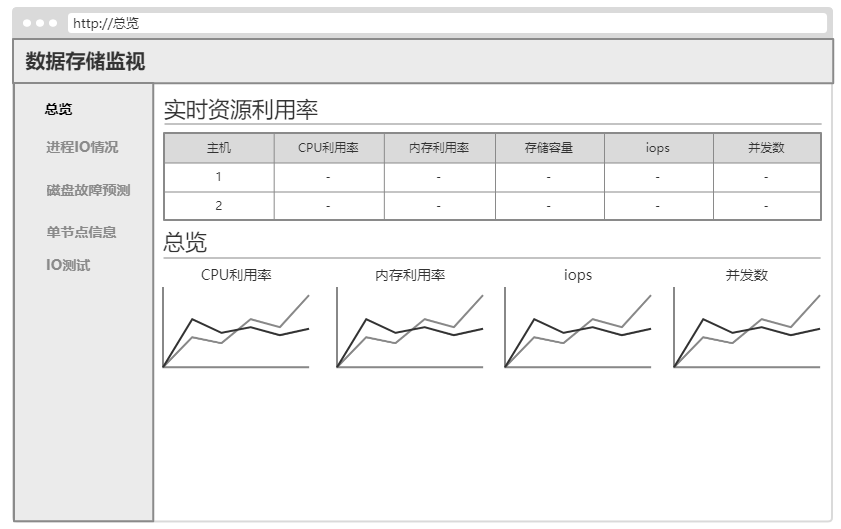 http://总览
数据存储监视
总览
进程IO情况
磁盘故障预测
单节点信息
IO测试
实时资源利用率
主机 CPU利用率 内存利用率 存储容量 iops 并发数
1 - - - - -
2 - - - - -
总览
CPU利用率 内存利用率 iops 并发数